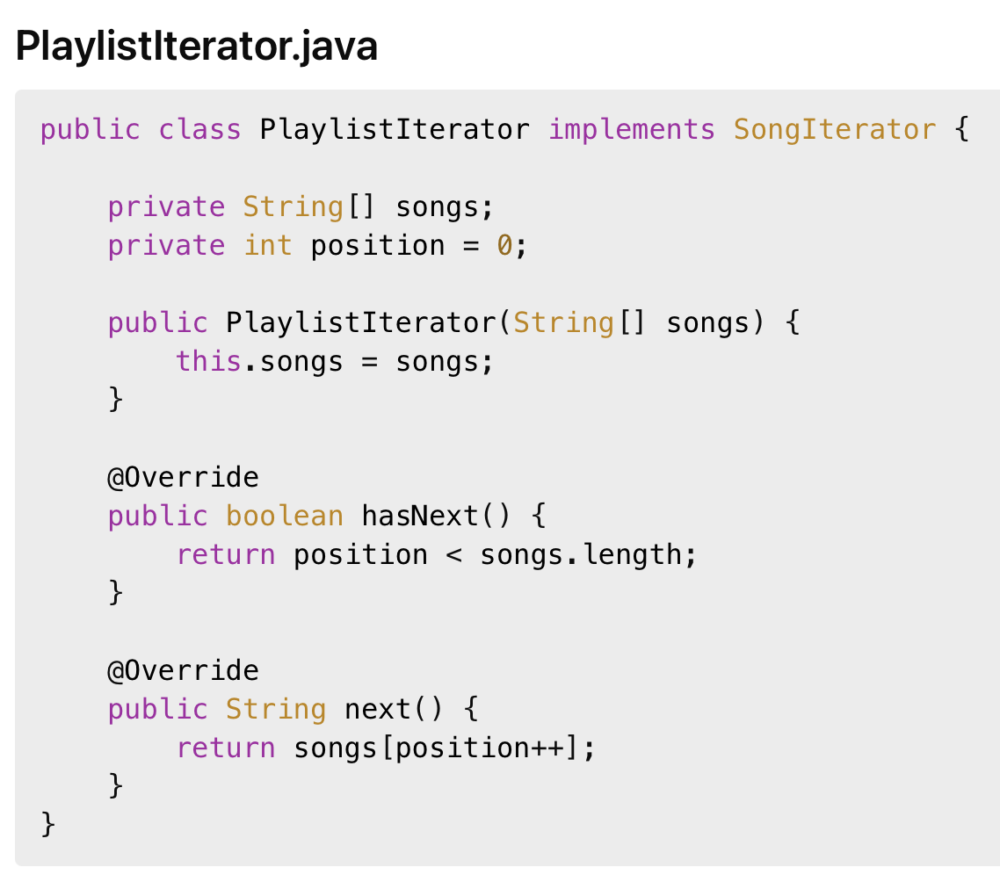 PlaylistIterator.java
public class PlaylistIterator implements SongIterator {
    private String[] songs;
    private int position = 0;
    public PlaylistIterator(String[] songs) {
        this.songs = songs;
    }
    @Override
    public boolean hasNext() {
        return position < songs.length;
    }
    @Override
    public String next() {
        return songs[position++];
    }
}